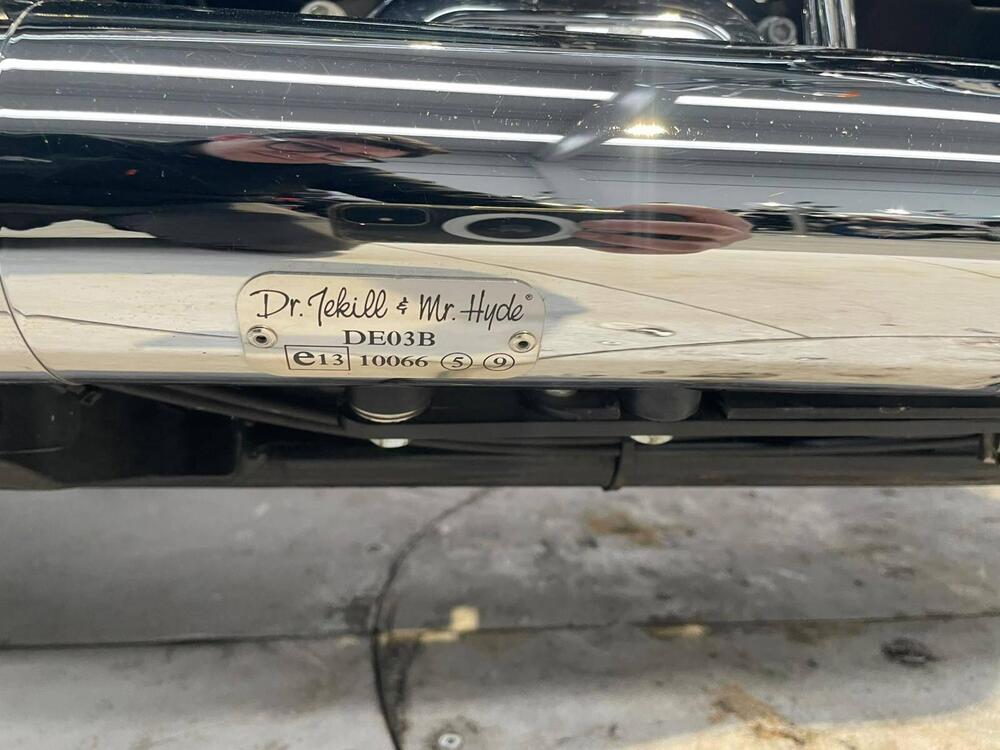 Dr. Jekill & Mr. Hyde®
DE03B
e13 10066 5 9